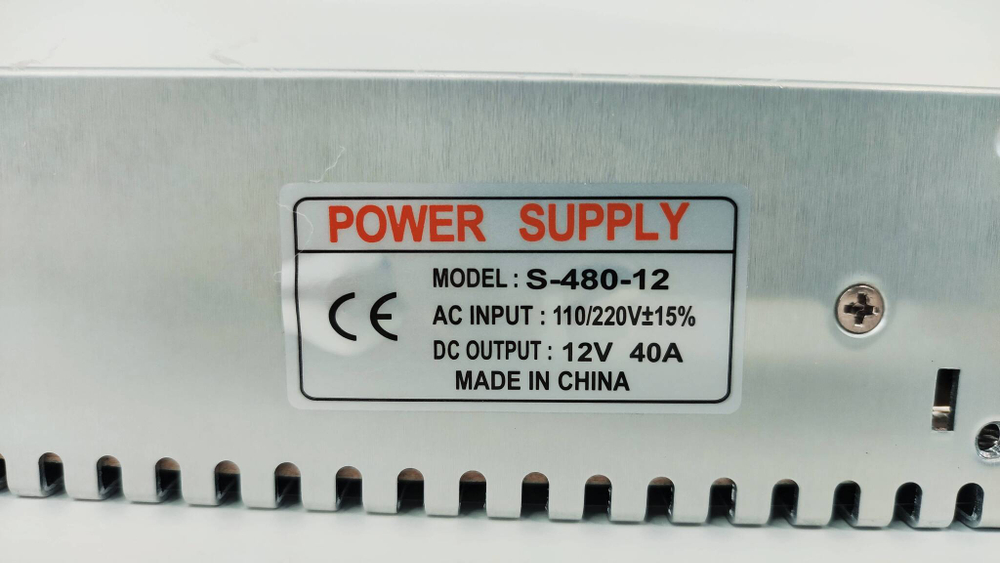 POWER SUPPLY
MODEL : S-480-12
CE
AC INPUT : 110/220V±15%
DC OUTPUT : 12V 40A
MADE IN CHINA